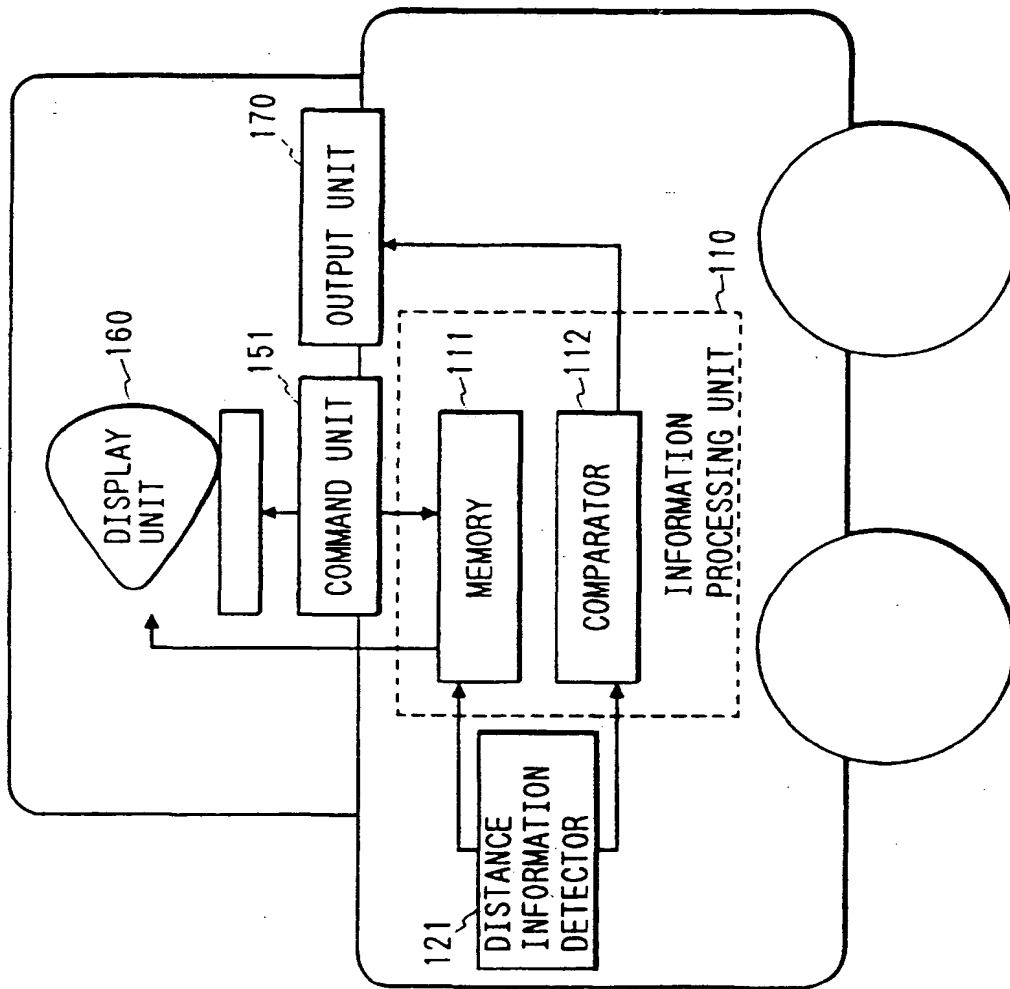 160
DISPLAY
UNIT
151
COMMAND UNIT
170
OUTPUT UNIT
111
MEMORY
112
COMPARATOR
INFORMATION
PROCESSING UNIT
110
121
DISTANCE
INFORMATION
DETECTOR